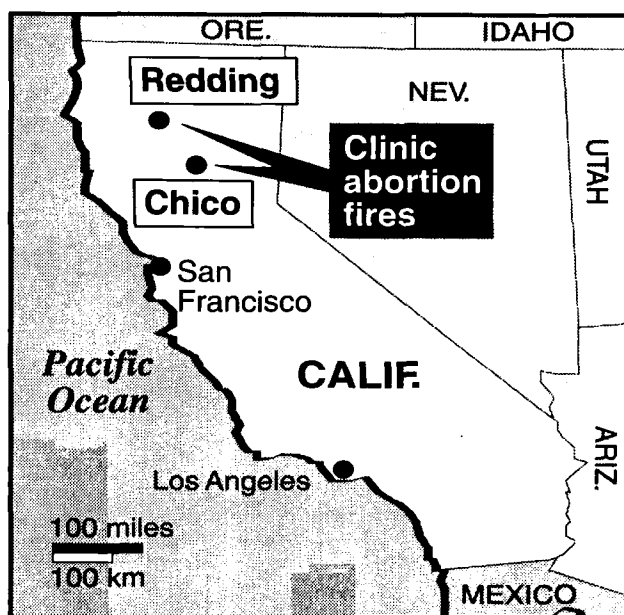 ORE.
IDAHO
Redding
NEV.
UTAH
Clinic
abortion
fires
Chico
San
Francisco
Pacific
Ocean
CALIF.
ARIZ.
Los Angeles
100 miles
100 km
MEXICO